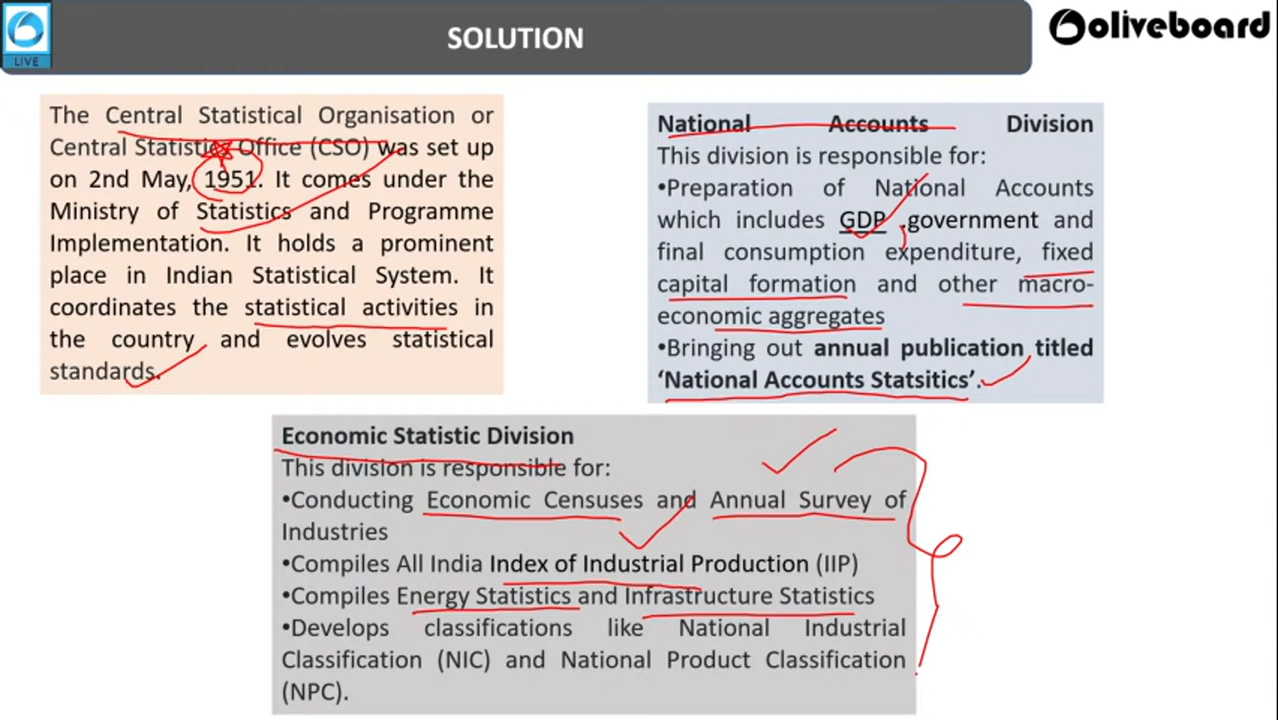 LIVE
SOLUTION
oliveboard
The Central Statistical Organisation or
Central Statistics Office (CSO) was set up
on 2nd May, 1951. It comes under the
Ministry of Statistics and Programme
Implementation. It holds a prominent
place in Indian Statistical System. It
coordinates the statistical activities in
the country and evolves statistical
standards.
National Accounts Division
This division is responsible for:
•Preparation of National Accounts
which includes GDP ,government and
final consumption expenditure, fixed
capital formation and other macro-
economic aggregates
•Bringing out annual publication titled
‘National Accounts Statsitics’.
Economic Statistic Division
This division is responsible for:
•Conducting Economic Censuses and Annual Survey of
Industries
•Compiles All India Index of Industrial Production (IIP)
•Compiles Energy Statistics and Infrastructure Statistics
•Develops classifications like National Industrial
Classification (NIC) and National Product Classification
(NPC).